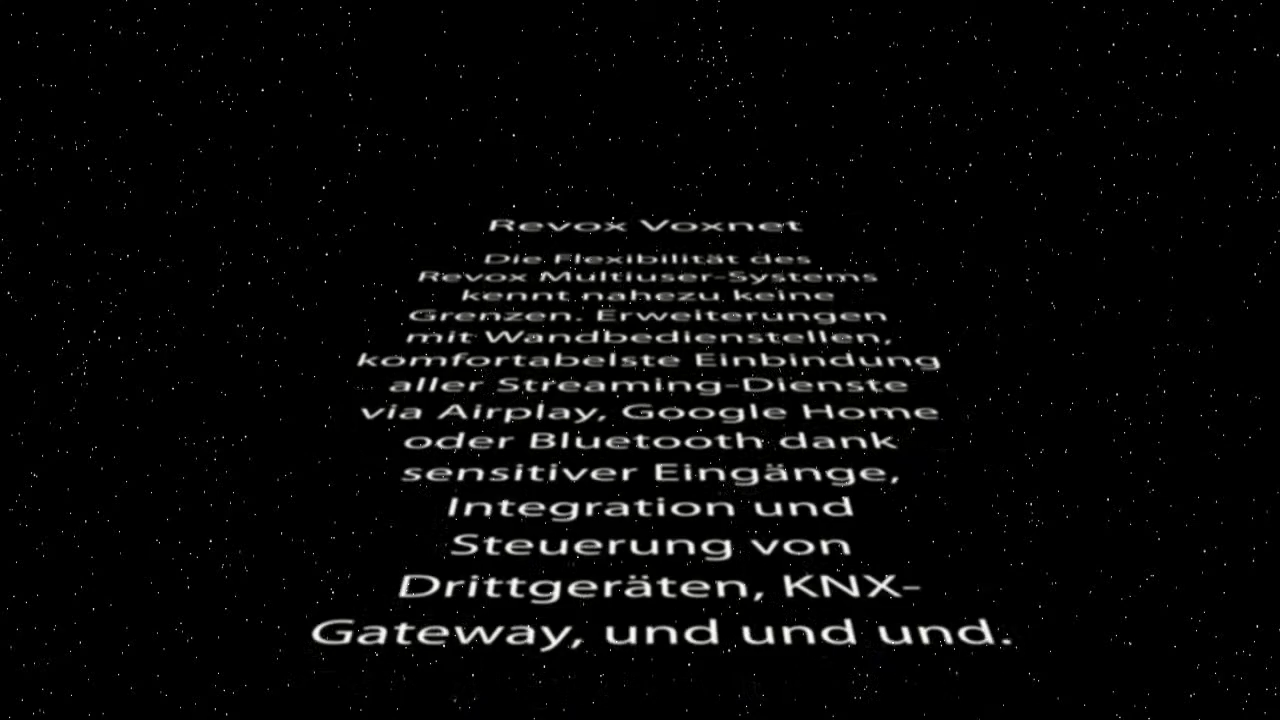 Revox Voxnet
Die Flexibilität des
Revox Multiuser-Systems
kennt nahezu keine
Grenzen. Erweiterungen
mit Wandbedienstellen,
komfortabelste Einbindung
aller Streaming-Dienste
via Airplay, Google Home
oder Bluetooth dank
sensitiver Eingänge,
Integration und
Steuerung von
Drittgeräten, KNX-
Gateway, und und und.